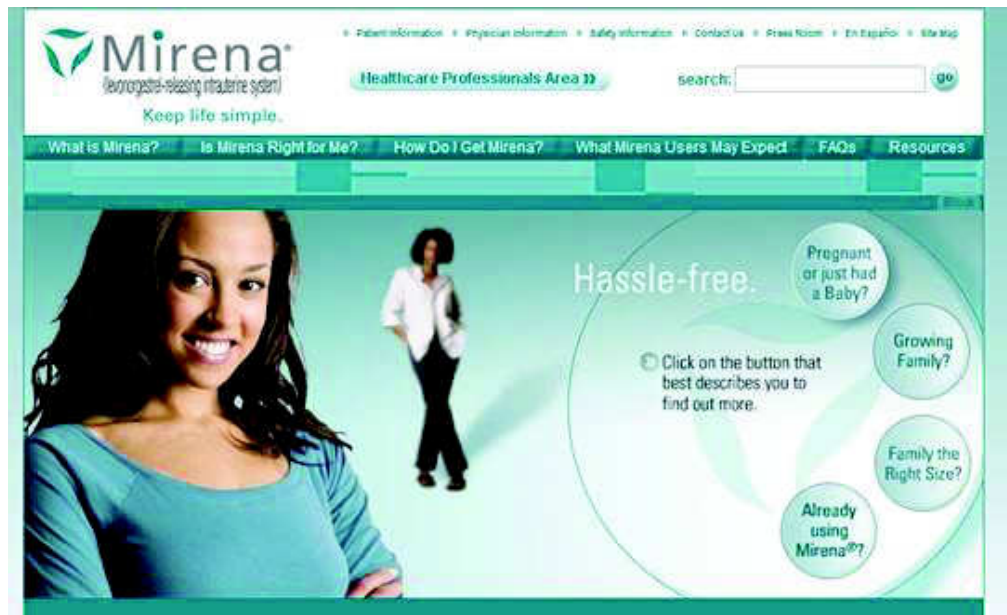 Patient Information Physician Information Safety Information Contact Us Press Room En Español Site Map
Mirena®
(levonorgestrel-releasing intrauterine system)
Keep life simple.
Healthcare Professionals Area
search:
go
What is Mirena? Is Mirena Right for Me? How Do I Get Mirena? What Mirena Users May Expect FAQs Resources
Hassle-free.
Click on the button that
best describes you to
find out more.
Pregnant
or just had
a Baby?
Growing
Family?
Family the
Right Size?
Already
using
Mirena®?